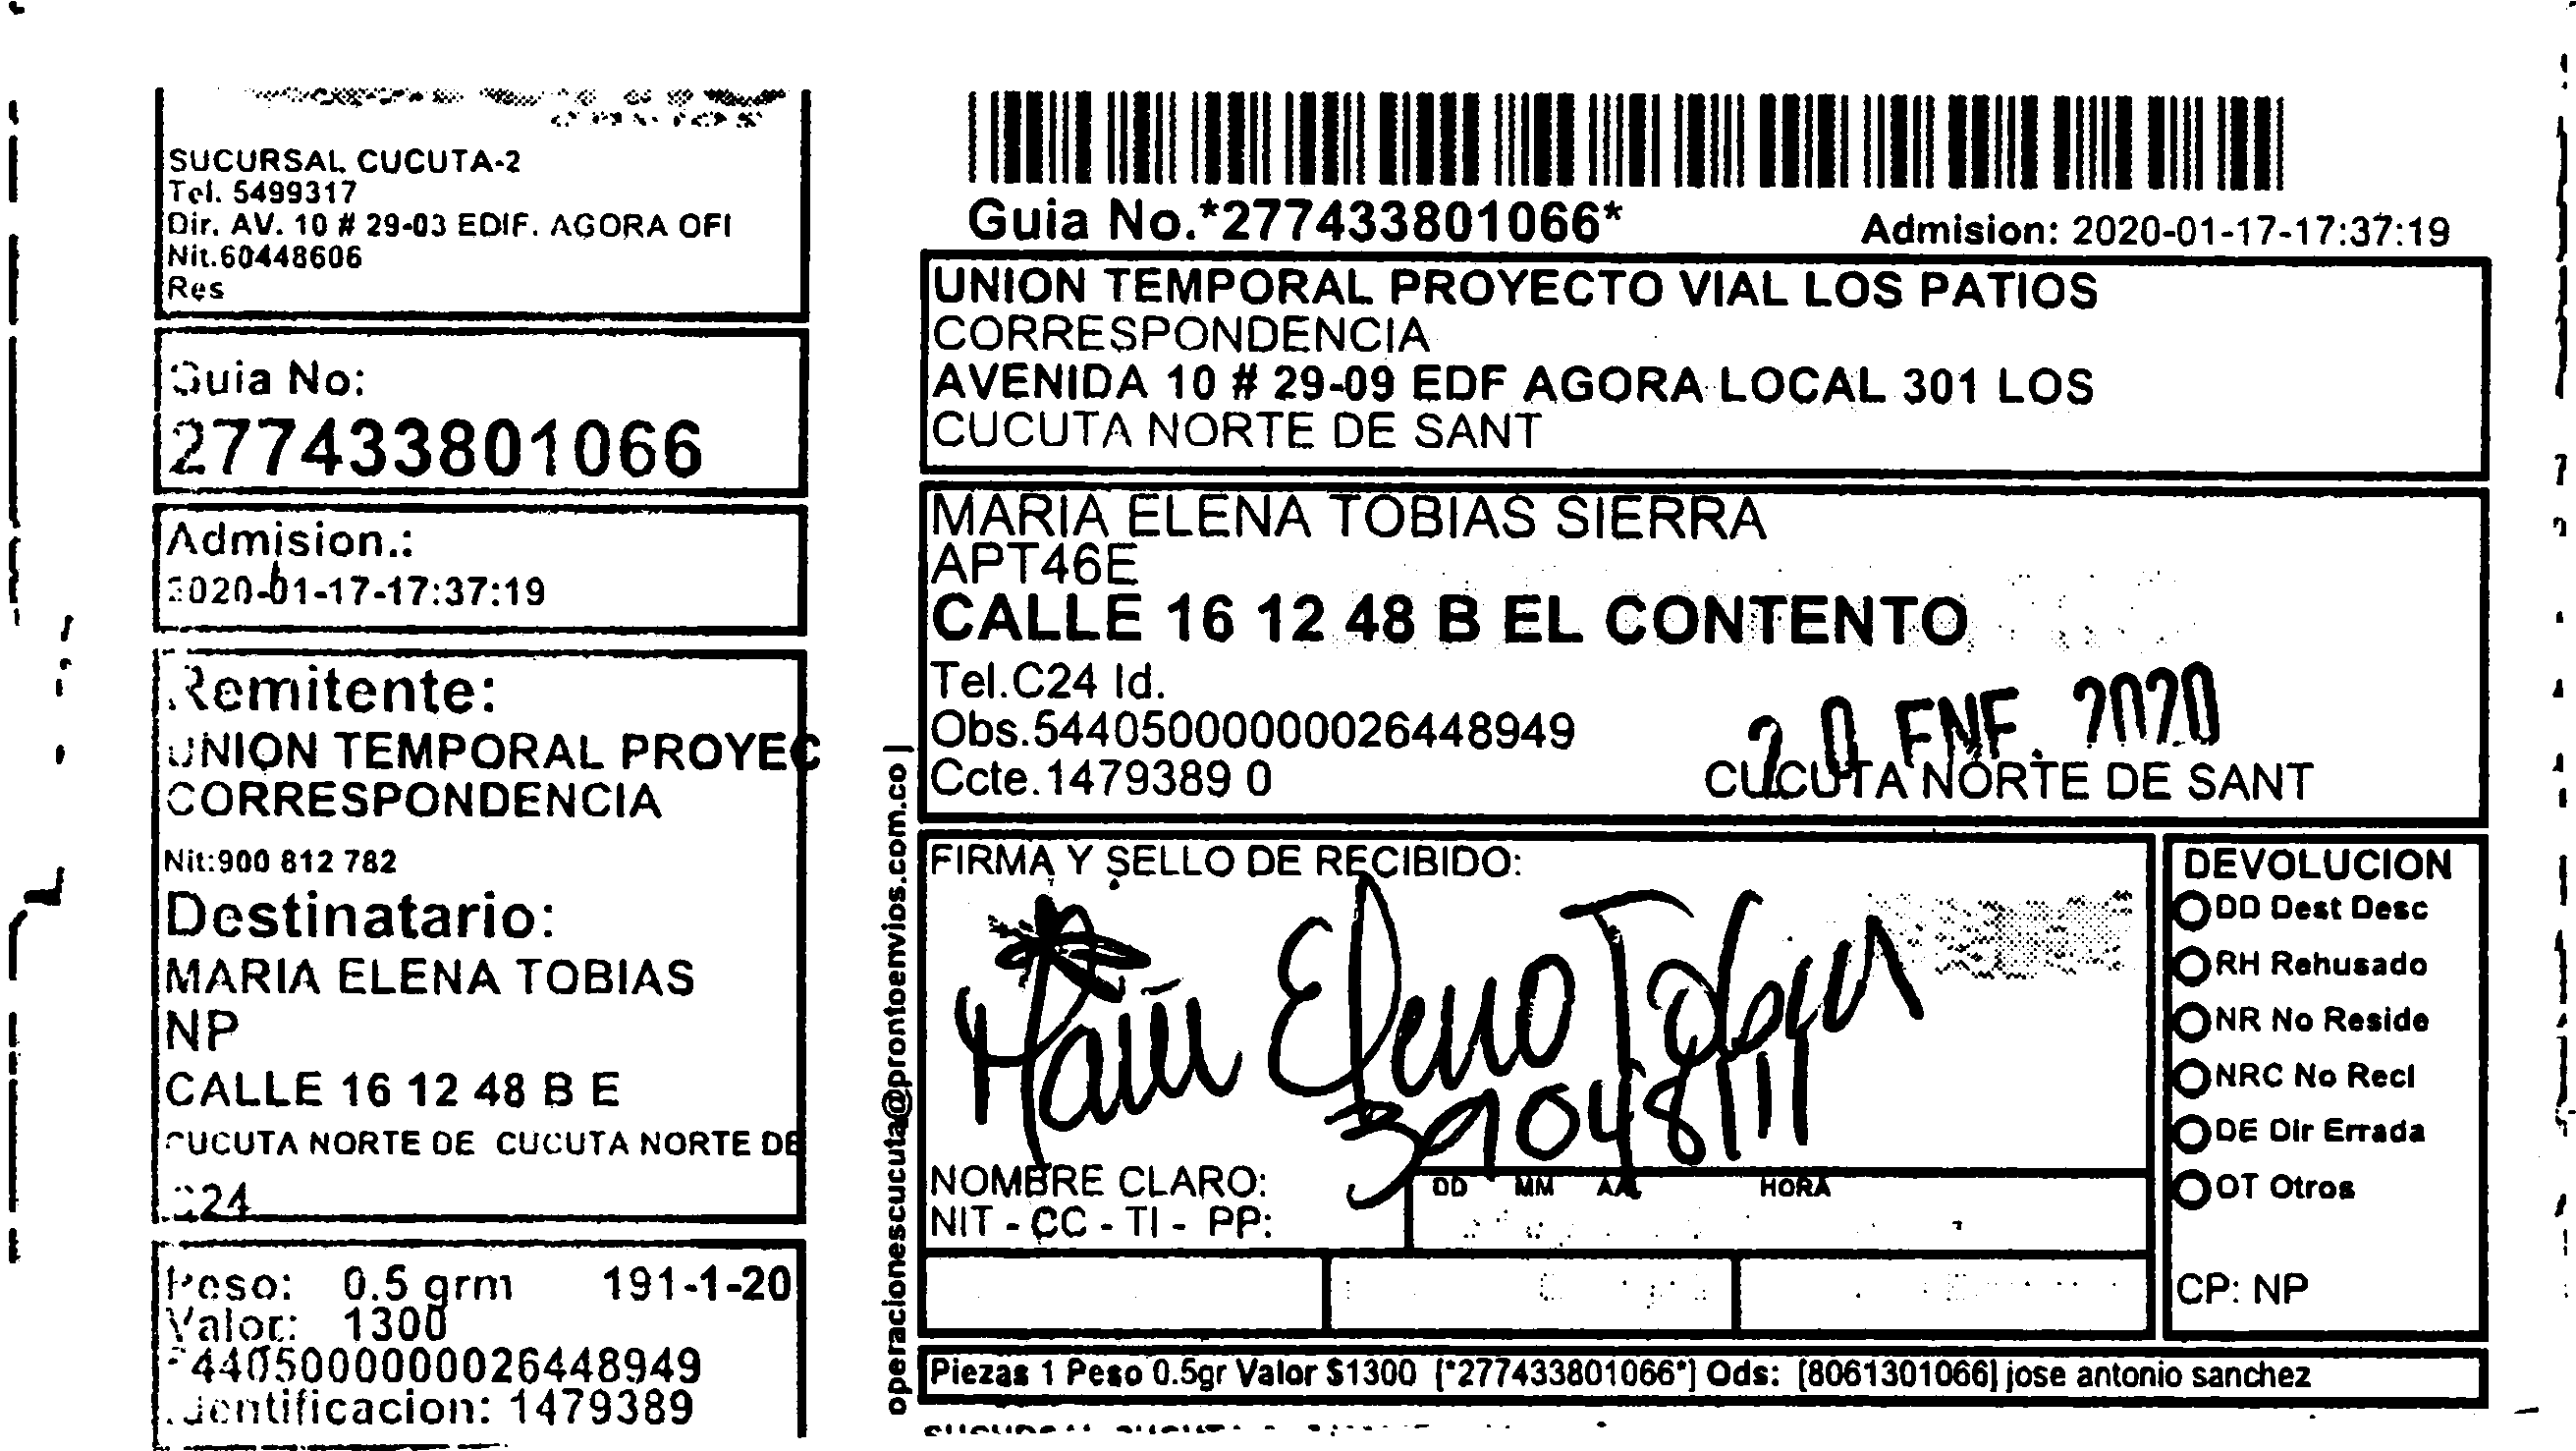 SUCURSAL CUCUTA-2
Tel. 5499317
Dir. AV. 10 # 29-03 EDIF. AGORA OFI
Nit.60448606
Res
Guia No:
277433801066
Admision.:
2020-01-17-17:37:19
Remitente:
UNION TEMPORAL PROYEC
CORRESPONDENCIA
Nit:900 812 782
Destinatario:
MARIA ELENA TOBIAS
NP
CALLE 16 12 48 B E
CUCUTA NORTE DE CUCUTA NORTE DE
C24
Peso: 0.5 grm 191-1-20
Valor: 1300
544050000000026448949
Identificacion: 1479389
operacionescucuta@prontoenvios.com.co ]
Guia No.*277433801066*
Admision: 2020-01-17-17:37:19
UNION TEMPORAL PROYECTO VIAL LOS PATIOS
CORRESPONDENCIA
AVENIDA 10 # 29-09 EDF AGORA LOCAL 301 LOS
CUCUTA NORTE DE SANT
MARIA ELENA TOBIAS SIERRA
APT46E
CALLE 16 12 48 B EL CONTENTO
Tel.C24 Id.
Obs.544050000000026448949
20 ENE. 2020
Ccte.1479389 0
CUCUTA NORTE DE SANT
FIRMA Y SELLO DE RECIBIDO:
Maria Elena Tobias
39048111
NOMBRE CLARO:
NIT - CC - TI - PP:
DD MM AA HORA
DEVOLUCION
DD Dest Desc
RH Rehusado
NR No Reside
NRC No Recl
DE Dir Errada
OT Otros
CP: NP
Piezas 1 Peso 0.5gr Valor $1300 [*277433801066*] Ods: [8061301066] jose antonio sanchez